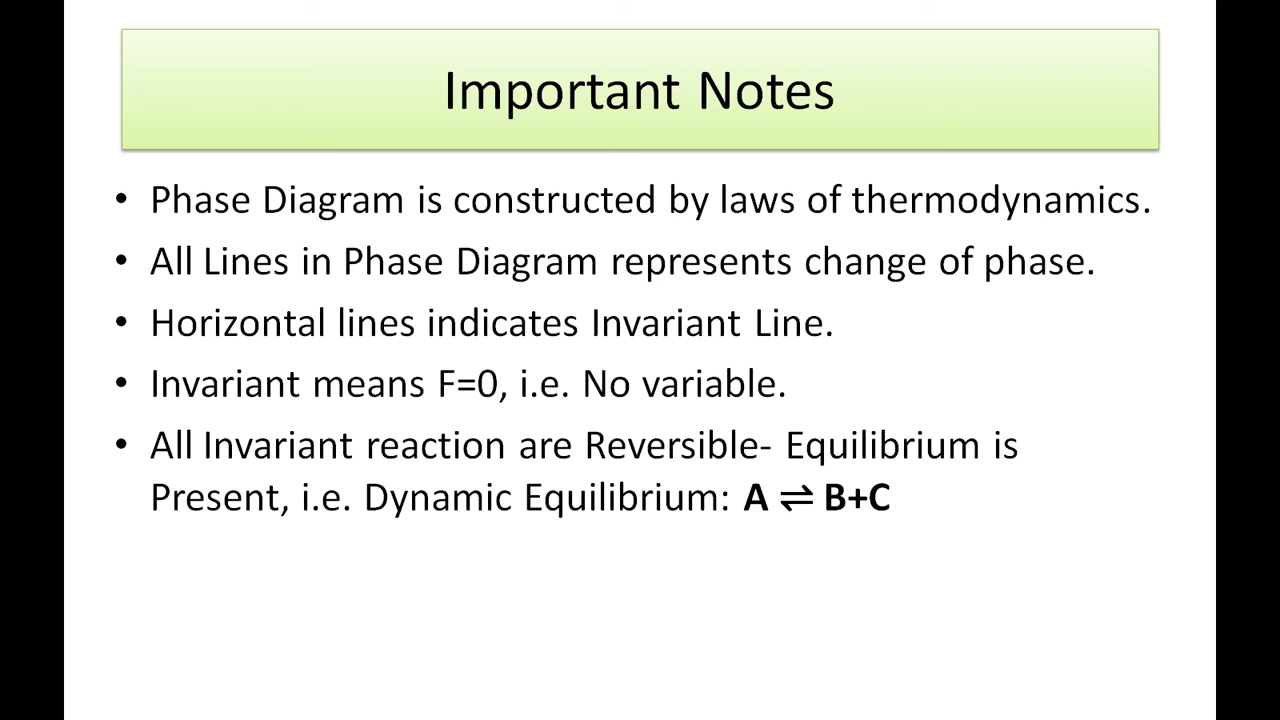 Important Notes
• Phase Diagram is constructed by laws of thermodynamics.
• All Lines in Phase Diagram represents change of phase.
• Horizontal lines indicates Invariant Line.
• Invariant means F=0, i.e. No variable.
• All Invariant reaction are Reversible- Equilibrium is
Present, i.e. Dynamic Equilibrium: A ⇌ B+C